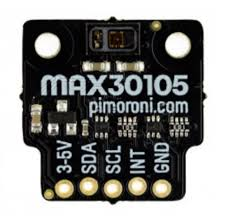 MAX30105
pimoroni.com
3-5V
SDA
SCL
INT
GND